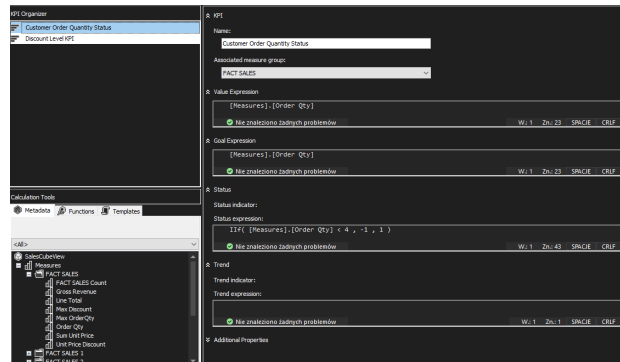 KPI Organizer
Customer Order Quantity Status
Discount Level KPI
Calculation Tools
Metadata Functions Templates
<All>
SalesCubeView
Measures
FACT SALES
FACT SALES Count
Gross Revenue
Line Total
Max Discount
Max OrderQty
Order Qty
Sum Unit Price
Unit Price Discount
FACT SALES 1
FACT SALES 2
KPI
Name:
Customer Order Quantity Status
Associated measure group:
FACT SALES
Value Expression
[Measures].[Order Qty]
Nie znaleziono żadnych problemów W.: 1 Zn.: 23 SPACJE CRLF
Goal Expression
[Measures].[Order Qty]
Nie znaleziono żadnych problemów W.: 1 Zn.: 23 SPACJE CRLF
Status
Status indicator:
Status expression:
IIf( [Measures].[Order Qty] < 4 , -1 , 1 )
Nie znaleziono żadnych problemów W.: 1 Zn.: 43 SPACJE CRLF
Trend
Trend indicator:
Trend expression:
Nie znaleziono żadnych problemów W.: 1 Zn.: 1 SPACJE CRLF
Additional Properties